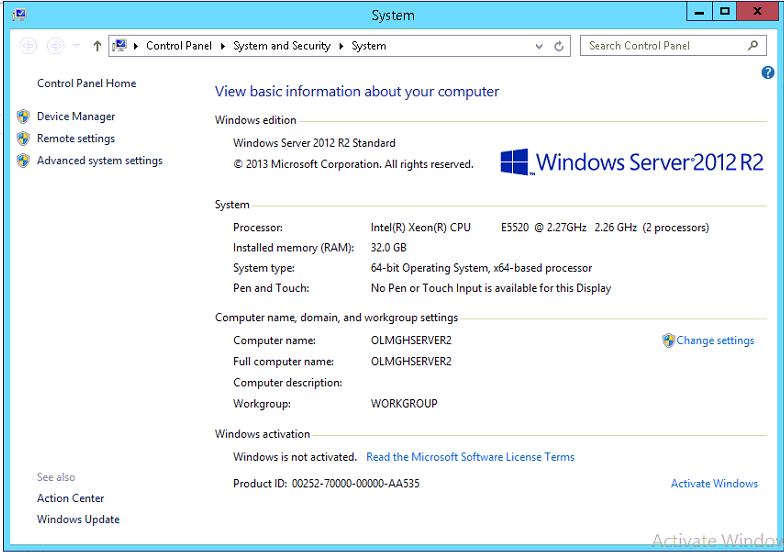 System
Control Panel
System and Security
System
Search Control Panel
Control Panel Home
Device Manager
Remote settings
Advanced system settings
View basic information about your computer
Windows edition
Windows Server 2012 R2 Standard
© 2013 Microsoft Corporation. All rights reserved.
Windows Server 2012 R2
System
Processor: Intel(R) Xeon(R) CPU E5520 @ 2.27GHz 2.26 GHz (2 processors)
Installed memory (RAM): 32.0 GB
System type: 64-bit Operating System, x64-based processor
Pen and Touch: No Pen or Touch Input is available for this Display
Computer name, domain, and workgroup settings
Computer name: OLMGHSERVER2
Change settings
Full computer name: OLMGHSERVER2
Computer description:
Workgroup: WORKGROUP
Windows activation
Windows is not activated. Read the Microsoft Software License Terms
Product ID: 00252-70000-00000-AA535
Activate Windows
See also
Action Center
Windows Update
Activate Windo